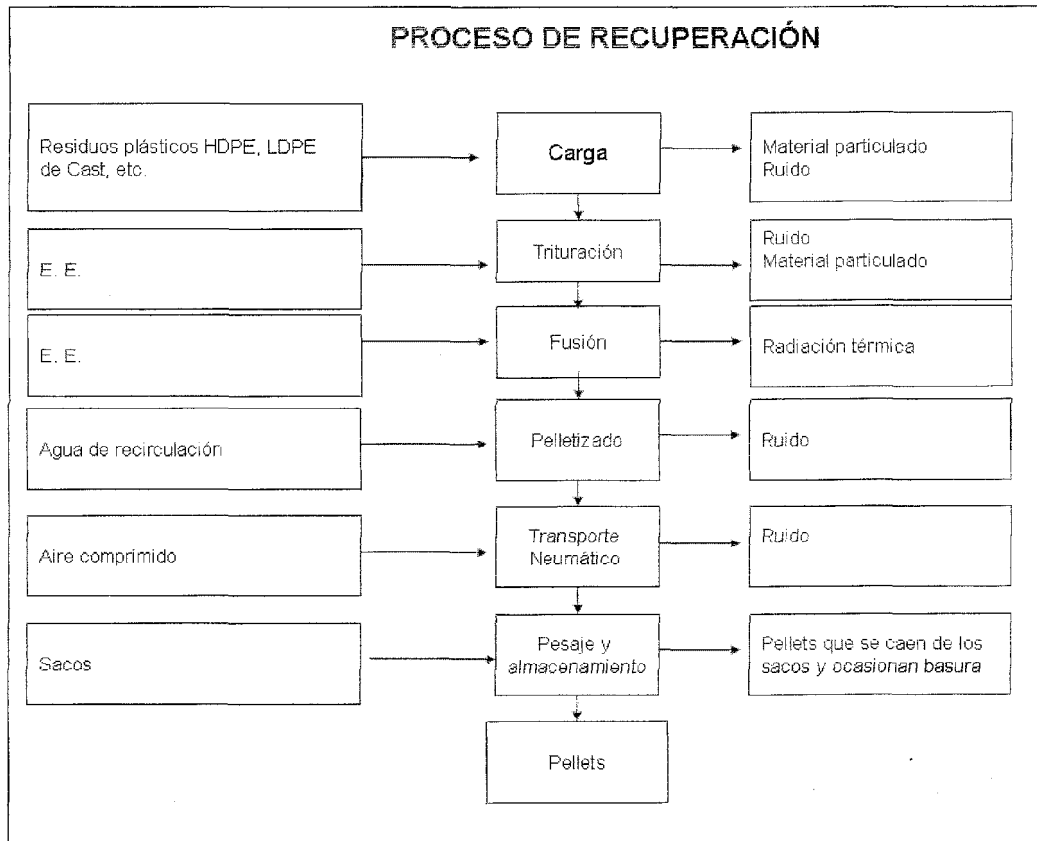 PROCESO DE RECUPERACIÓN
Residuos plásticos HDPE, LDPE
de Cast, etc.
Carga
Material particulado
Ruido
E. E.
Trituración
Ruido
Material particulado
E. E.
Fusión
Radiación térmica
Agua de recirculación
Pelletizado
Ruido
Aire comprimido
Transporte
Neumático
Ruido
Sacos
Pesaje y
almacenamiento
Pellets que se caen de los
sacos y ocasionan basura
Pellets